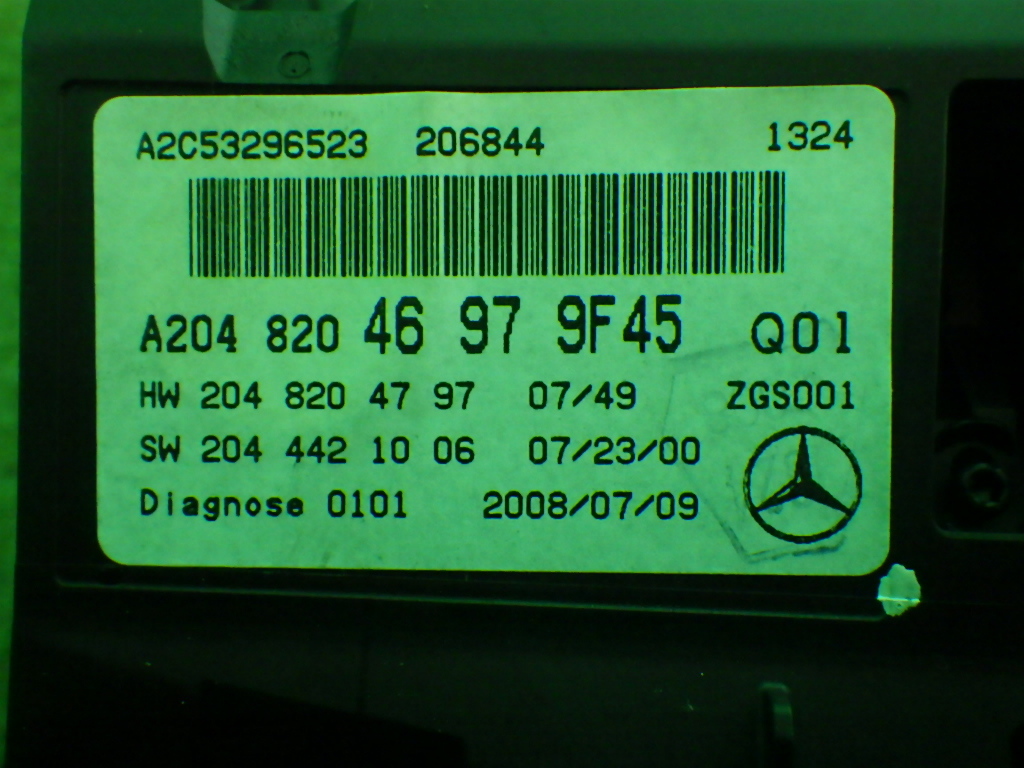 A2C53296523 206844 1324
A204 820 46 97 9F45 Q01
HW 204 820 47 97 07/49 ZGS001
SW 204 442 10 06 07/23/00
Diagnose 0101 2008/07/09